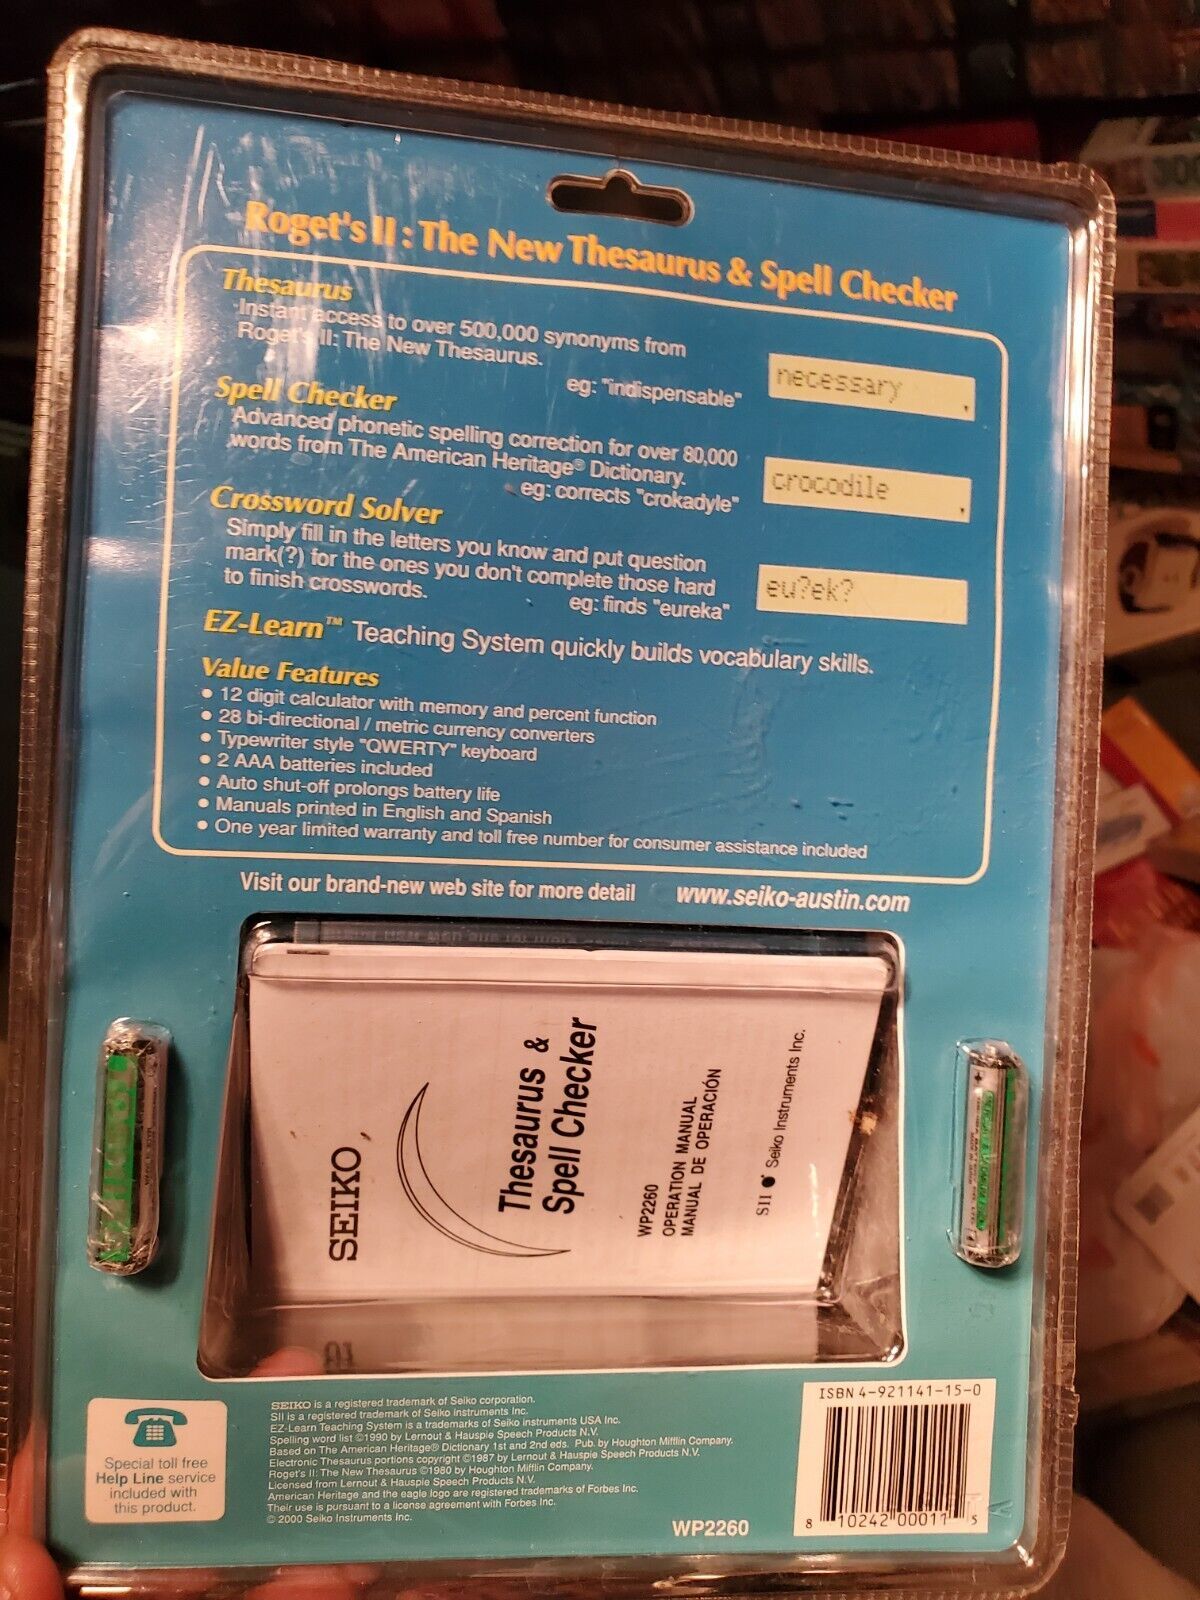 Roget's II : The New Thesaurus & Spell Checker
Thesaurus
Instant access to over 500,000 synonyms from
Roget's II: The New Thesaurus.
eg: "indispensable"
necessary
Spell Checker
Advanced phonetic spelling correction for over 80,000
words from The American Heritage® Dictionary.
eg: corrects "crokadyle"
crocodile
Crossword Solver
Simply fill in the letters you know and put question
mark(?) for the ones you don't complete those hard
to finish crosswords.
eg: finds "eureka"
eu?ek?
EZ-Learn™ Teaching System quickly builds vocabulary skills.
Value Features
• 12 digit calculator with memory and percent function
• 28 bi-directional / metric currency converters
• Typewriter style "QWERTY" keyboard
• 2 AAA batteries included
• Auto shut-off prolongs battery life
• Manuals printed in English and Spanish
• One year limited warranty and toll free number for consumer assistance included
Visit our brand-new web site for more detail www.seiko-austin.com
SEIKO
Thesaurus &
Spell Checker
WP2260
OPERATION MANUAL
MANUAL DE OPERACIÓN
SII Seiko Instruments Inc.
Special toll free
Help Line service
included with
this product.
SEIKO is a registered trademark of Seiko corporation.
SII is a registered trademark of Seiko Instruments Inc.
EZ-Learn Teaching System is a trademarks of Seiko instruments USA Inc.
Spelling word list ©1990 by Lernout & Hauspie Speech Products N.V.
Based on The American Heritage® Dictionary 1st and 2nd eds. Pub. by Houghton Mifflin Company.
Electronic Thesaurus portions copyright ©1987 by Lernout & Hauspie Speech Products N.V.
Roget's II: The New Thesaurus ©1980 by Houghton Mifflin Company.
Licensed from Lernout & Hauspie Speech Products N.V.
American Heritage and the eagle logo are registered trademarks of Forbes Inc.
Their use is pursuant to a license agreement with Forbes Inc.
© 2000 Seiko Instruments Inc.
WP2260
ISBN 4-921141-15-0
8 10242 00011 5